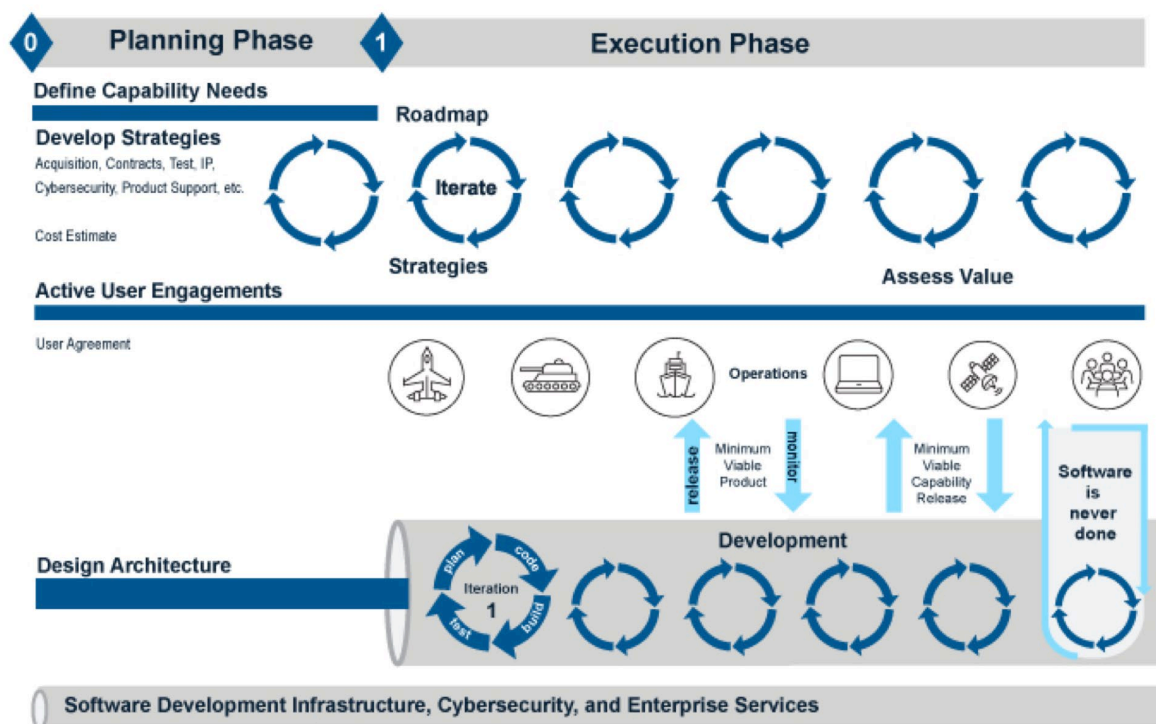 0
Planning Phase
1
Execution Phase
Define Capability Needs
Roadmap
Develop Strategies
Acquisition, Contracts, Test, IP,
Cybersecurity, Product Support, etc.
Iterate
Cost Estimate
Strategies
Assess Value
Active User Engagements
User Agreement
Operations
release
Minimum
Viable
Product
monitor
Minimum
Viable
Capability
Release
Software
is
never
done
Development
Design Architecture
plan
code
Iteration
1
test
build
Software Development Infrastructure, Cybersecurity, and Enterprise Services